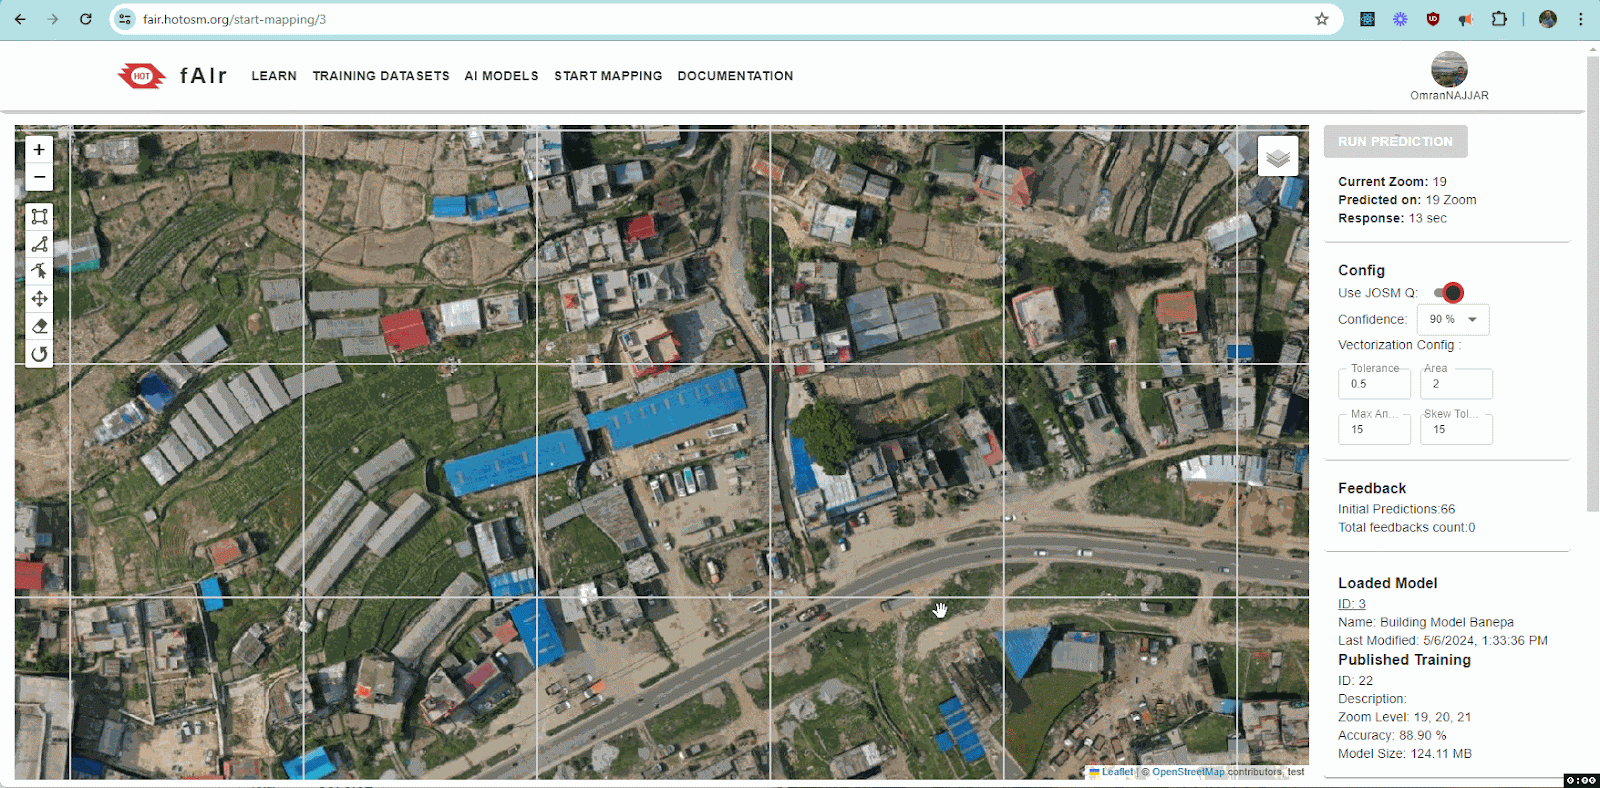 fair.hotosm.org/start-mapping/3
HOT
fAIr
LEARN TRAINING DATASETS AI MODELS START MAPPING DOCUMENTATION
OmranNAJJAR
+
−
RUN PREDICTION
Current Zoom: 19
Predicted on: 19 Zoom
Response: 13 sec
Config
Use JOSM Q:
Confidence: 90 %
Vectorization Config :
Tolerance Area
0.5 2
Max An... Skew Tol...
15 15
Feedback
Initial Predictions:66
Total feedbacks count:0
Loaded Model
ID: 3
Name: Building Model Banepa
Last Modified: 5/6/2024, 1:33:36 PM
Published Training
ID: 22
Description:
Zoom Level: 19, 20, 21
Accuracy: 88.90 %
Model Size: 124.11 MB
Leaflet | © OpenStreetMap contributors, test
0:00